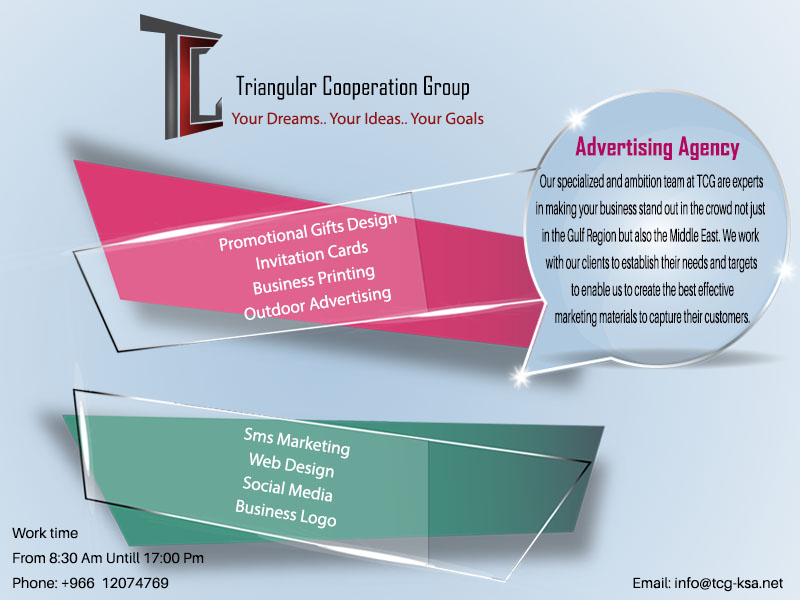 TC
Triangular Cooperation Group
Your Dreams.. Your Ideas.. Your Goals
Advertising Agency
Our specialized and ambition team at TCG are experts
in making your business stand out in the crowd not just
in the Gulf Region but also the Middle East. We work
with our clients to establish their needs and targets
to enable us to create the best effective
marketing materials to capture their customers.
Promotional Gifts Design
Invitation Cards
Business Printing
Outdoor Advertising
Sms Marketing
Web Design
Social Media
Business Logo
Work time
From 8:30 Am Untill 17:00 Pm
Phone: +966 12074769
Email: info@tcg-ksa.net